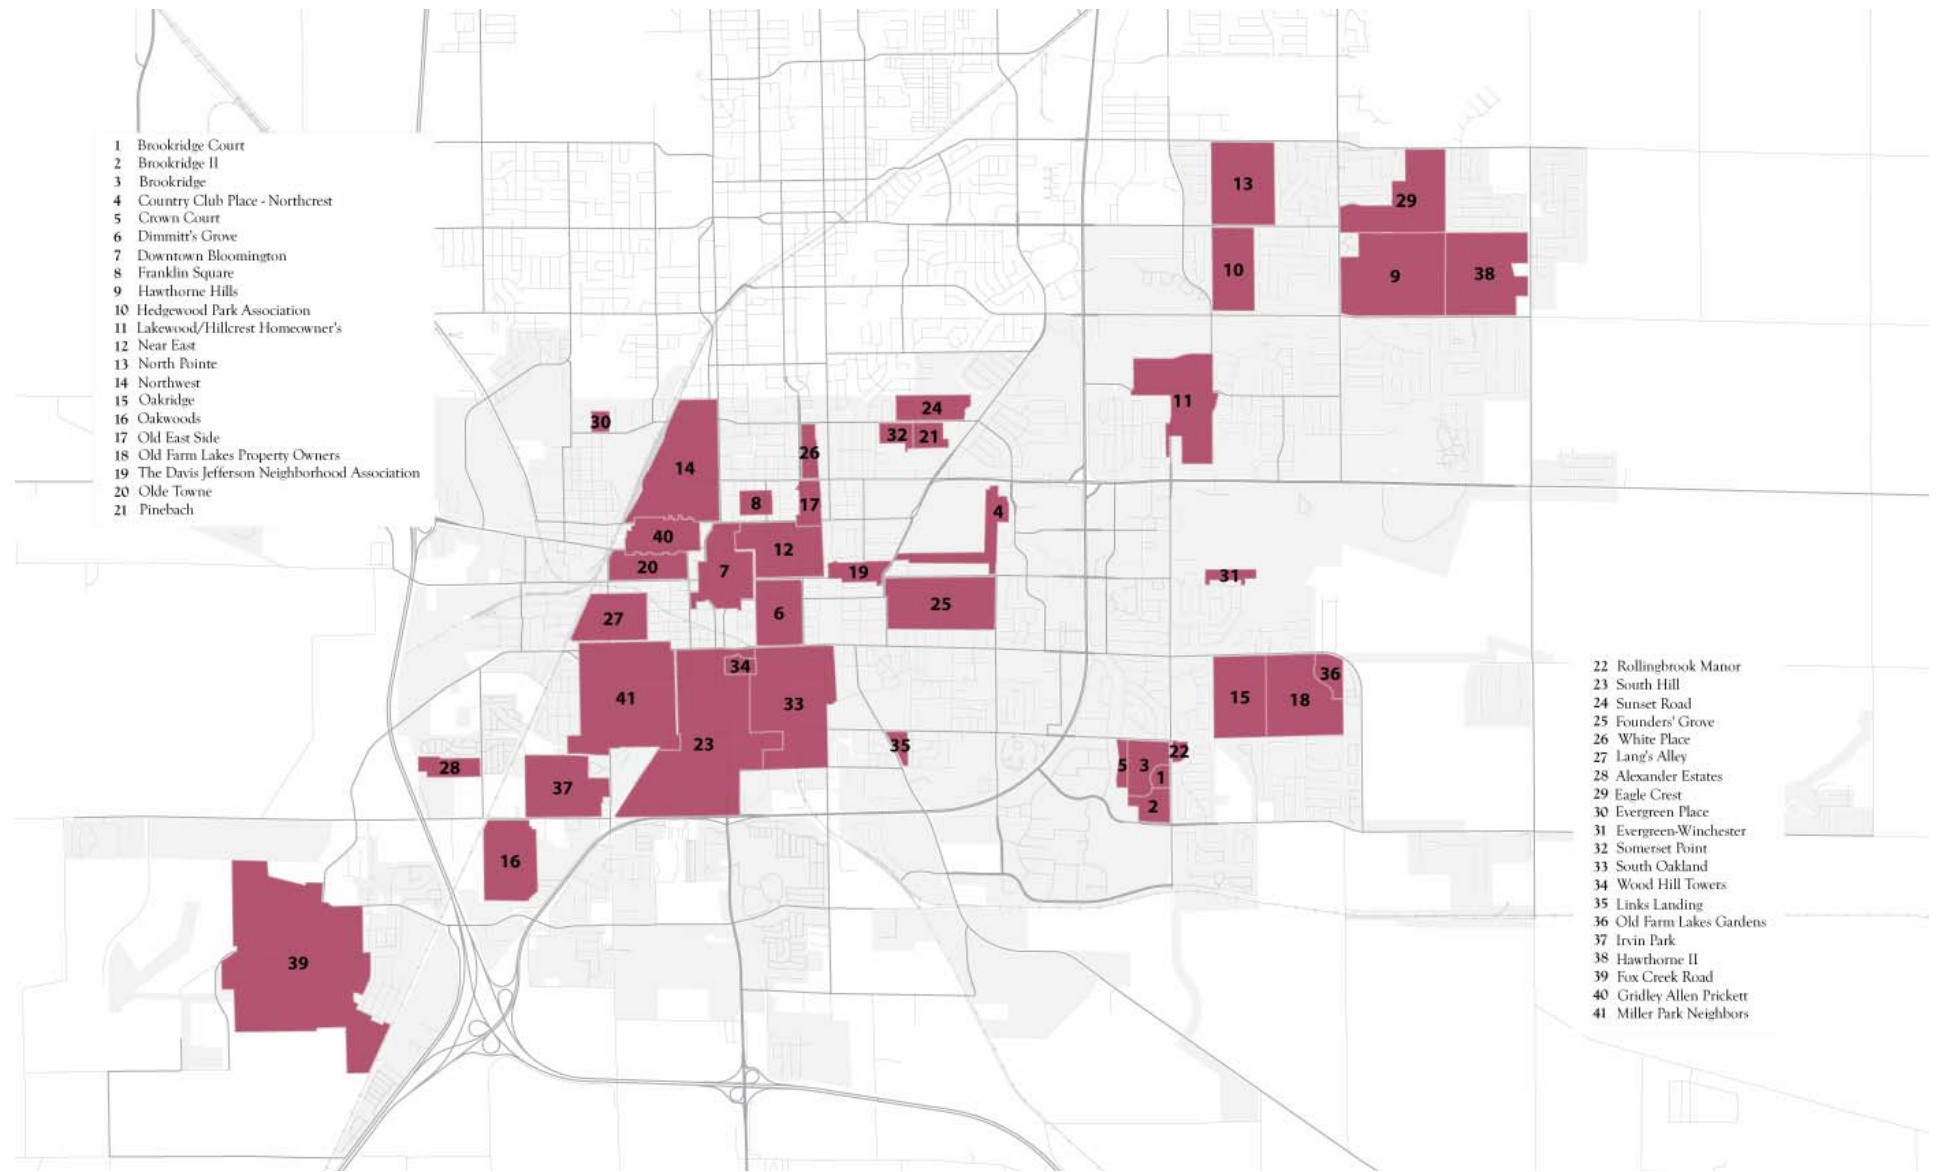 1 Brookridge Court
2 Brookridge II
3 Brookridge
4 Country Club Place - Northcrest
5 Crown Court
6 Dimmitt's Grove
7 Downtown Bloomington
8 Franklin Square
9 Hawthorne Hills
10 Hedgewood Park Association
11 Lakewood/Hillcrest Homeowner's
12 Near East
13 North Pointe
14 Northwest
15 Oakridge
16 Oakwoods
17 Old East Side
18 Old Farm Lakes Property Owners
19 The Davis Jefferson Neighborhood Association
20 Olde Towne
21 Pinebach
13
29
10
9
38
11
24
30
32 21
26
14
8
17
4
40
12
20
7
19
31
25
27
6
34
36
41
15
18
33
23
35
22
5
3
28
1
37
2
16
39
22 Rollingbrook Manor
23 South Hill
24 Sunset Road
25 Founders' Grove
26 White Place
27 Lang's Alley
28 Alexander Estates
29 Eagle Crest
30 Evergreen Place
31 Evergreen-Winchester
32 Somerset Point
33 South Oakland
34 Wood Hill Towers
35 Links Landing
36 Old Farm Lakes Gardens
37 Irvin Park
38 Hawthorne II
39 Fox Creek Road
40 Gridley Allen Prickett
41 Miller Park Neighbors